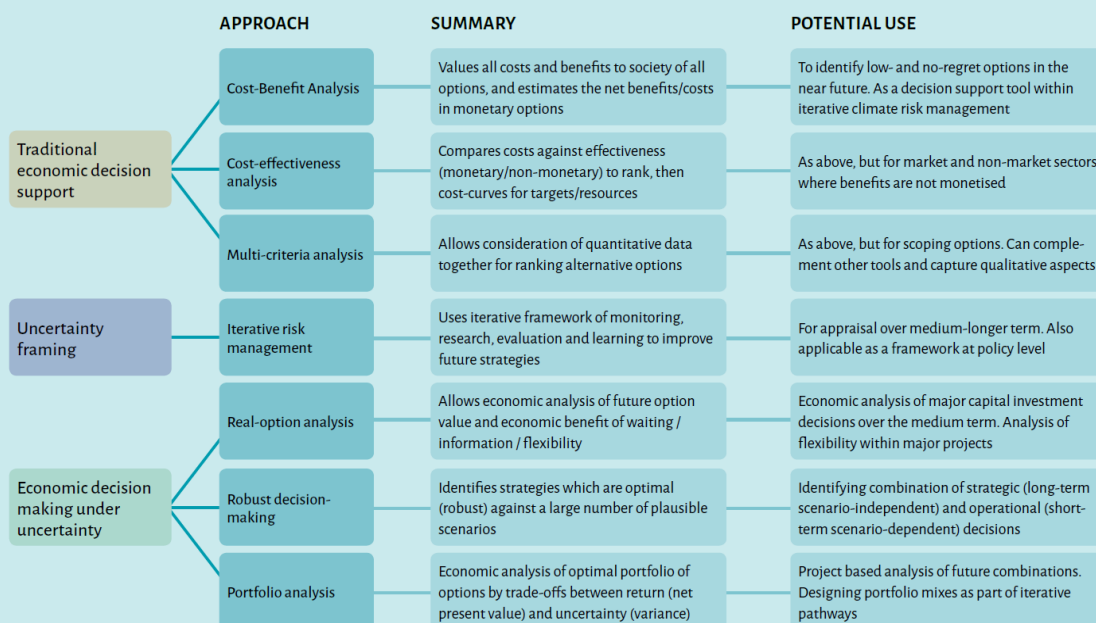 APPROACH
SUMMARY
POTENTIAL USE
Traditional
economic decision
support
Cost-Benefit Analysis
Values all costs and benefits to society of all
options, and estimates the net benefits/costs
in monetary options
To identify low- and no-regret options in the
near future. As a decision support tool within
iterative climate risk management
Cost-effectiveness
analysis
Compares costs against effectiveness
(monetary/non-monetary) to rank, then
cost-curves for targets/resources
As above, but for market and non-market sectors
where benefits are not monetised
Multi-criteria analysis
Allows consideration of quantitative data
together for ranking alternative options
As above, but for scoping options. Can comple-
ment other tools and capture qualitative aspects
Uncertainty
framing
Iterative risk
management
Uses iterative framework of monitoring,
research, evaluation and learning to improve
future strategies
For appraisal over medium-longer term. Also
applicable as a framework at policy level
Economic decision
making under
uncertainty
Real-option analysis
Allows economic analysis of future option
value and economic benefit of waiting /
information / flexibility
Economic analysis of major capital investment
decisions over the medium term. Analysis of
flexibility within major projects
Robust decision-
making
Identifies strategies which are optimal
(robust) against a large number of plausible
scenarios
Identifying combination of strategic (long-term
scenario-independent) and operational (short-
term scenario-dependent) decisions
Portfolio analysis
Economic analysis of optimal portfolio of
options by trade-offs between return (net
present value) and uncertainty (variance)
Project based analysis of future combinations.
Designing portfolio mixes as part of iterative
pathways